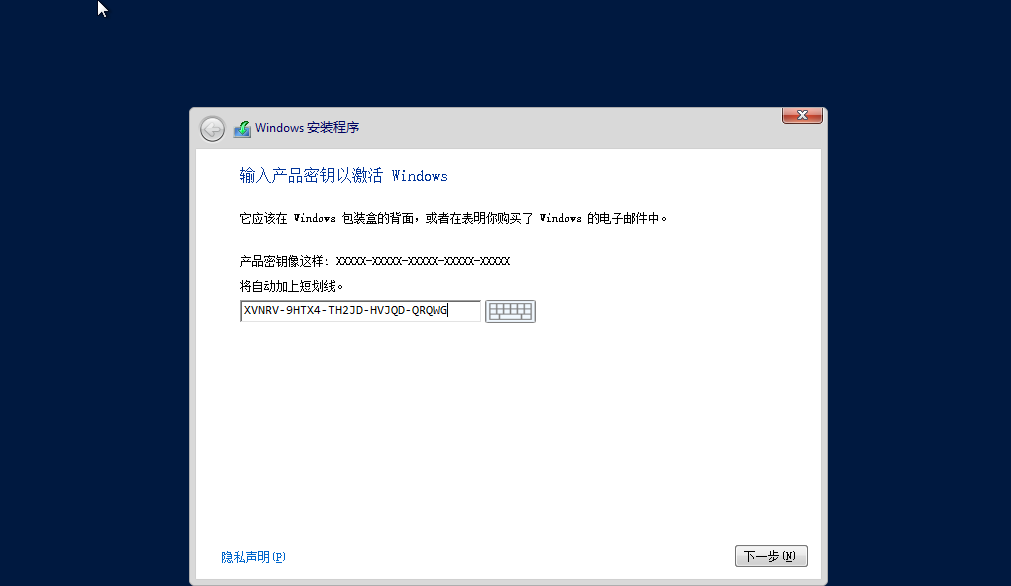 Windows 安装程序
输入产品密钥以激活 Windows
它应该在 Windows 包装盒的背面，或者在表明你购买了 Windows 的电子邮件中。
产品密钥像这样: XXXXX-XXXXX-XXXXX-XXXXX-XXXXX
将自动加上短划线。
XVNRV-9HTX4-TH2JD-HVJQD-QRQWG
隐私声明(P)
下一步(N)